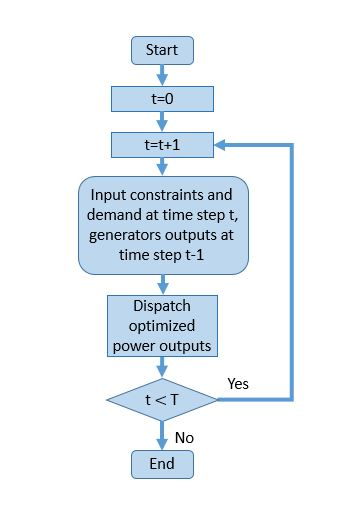 Start
t=0
t=t+1
Input constraints and
demand at time step t,
generators outputs at
time step t-1
Dispatch
optimized
power outputs
t < T
Yes
No
End